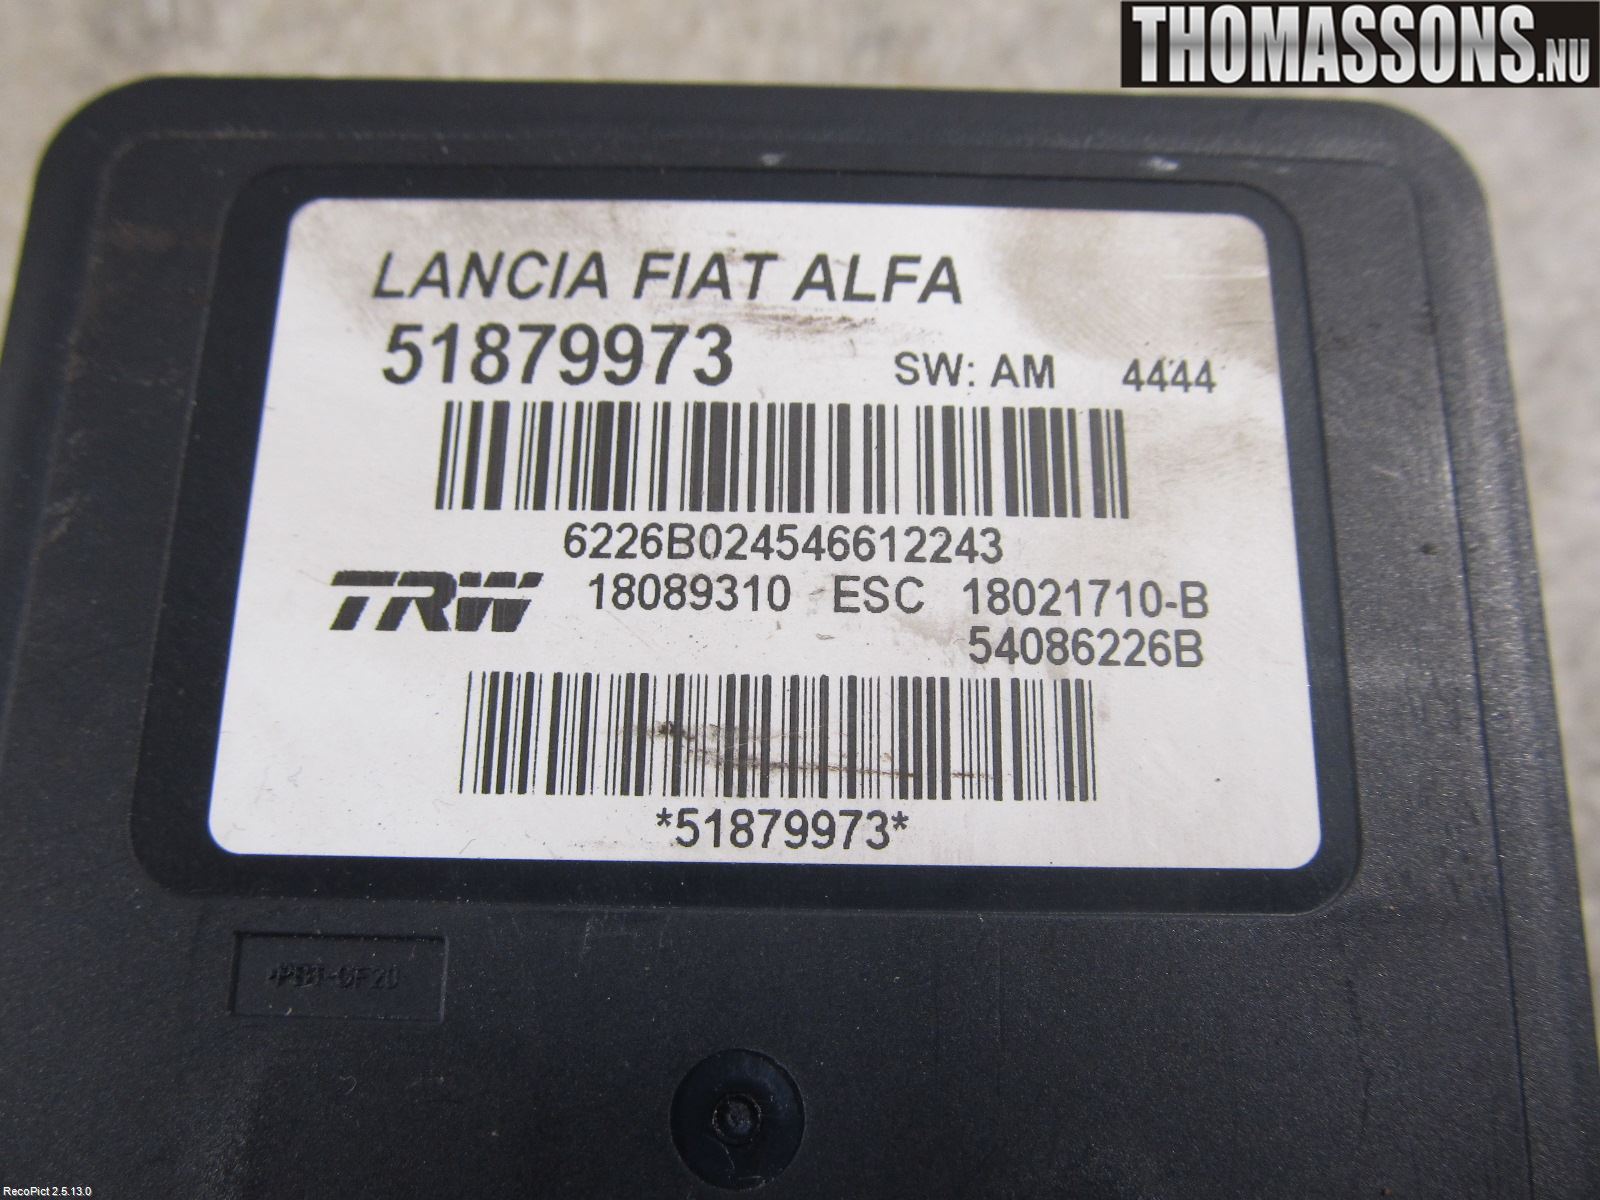 THOMASSONS.NU
LANCIA FIAT ALFA
51879973 SW: AM 4444
6226B024546612243
TRW 18089310 ESC 18021710-B
54086226B
*51879973*
RecoPict 2.5.13.0